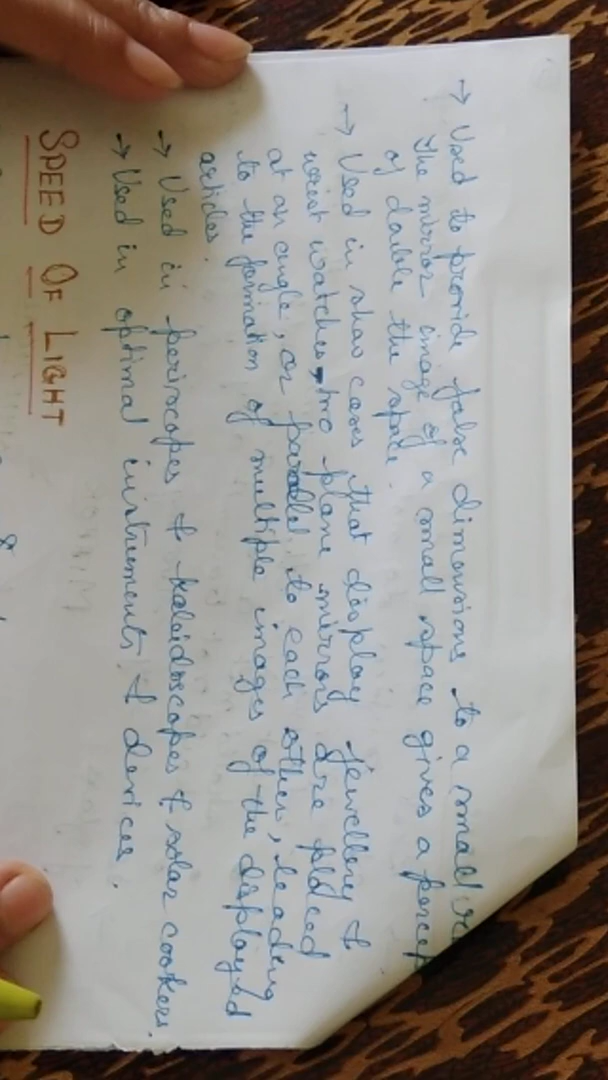 → Used to provide false dimensions to a small
The mirror image of a small space gives a percep
of double the space.
→ Used in show cases that display jewellery &
wrist watches, two plane mirrors are placed
at an angle, or parallel to each other, leading
to the formation of multiple images of the displayed
articles.
→ Used in periscopes & kaleidoscopes & solar cookers.
→ Used in optimal instruments & devices.
SPEED OF LIGHT